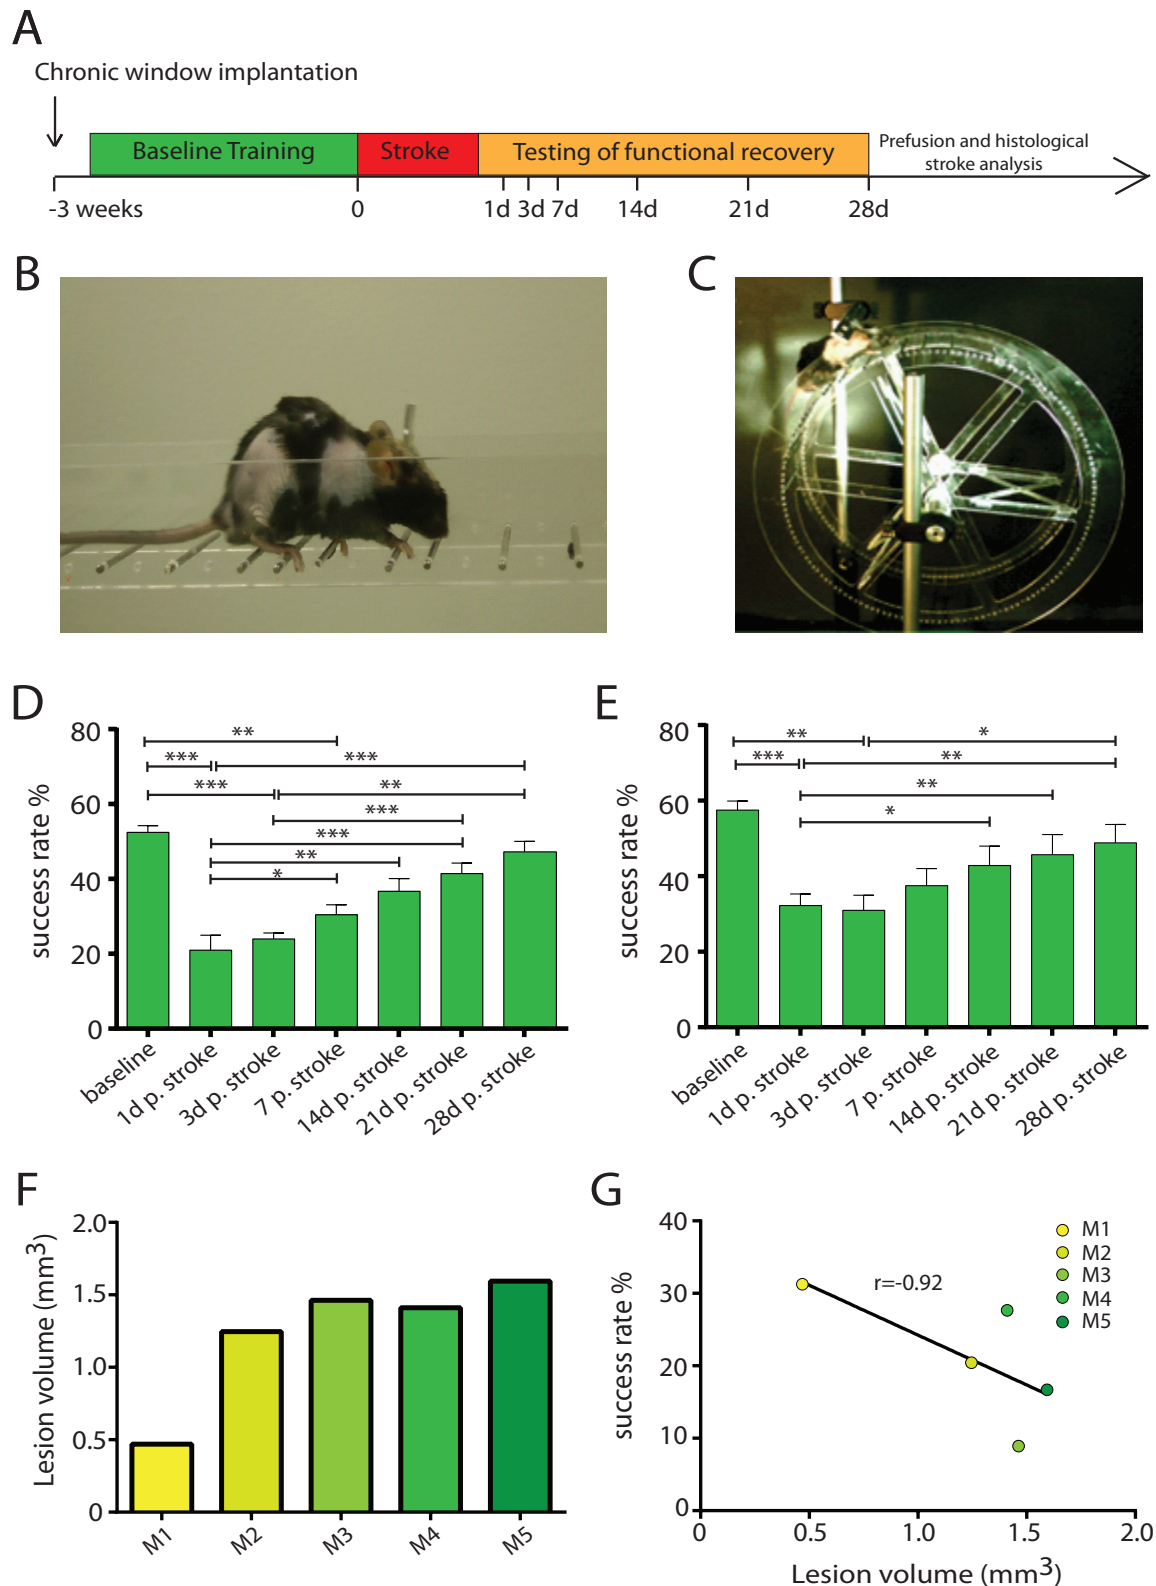 A
Chronic window implantation
Baseline Training
Stroke
Testing of functional recovery
Prefusion and histological
stroke analysis
-3 weeks
0
1d
3d
7d
14d
21d
28d
B
C
D
success rate %
80
60
40
20
0
**
***
***
***
**
***
***
**
*
baseline
1d p. stroke
3d p. stroke
7 p. stroke
14d p. stroke
21d p. stroke
28d p. stroke
E
success rate %
80
60
40
20
0
**
*
***
**
**
*
baseline
1d p. stroke
3d p. stroke
7 p. stroke
14d p. stroke
21d p. stroke
28d p. stroke
F
Lesion volume (mm3)
2.0
1.5
1.0
0.5
0
M1
M2
M3
M4
M5
G
success rate %
40
30
20
10
0
r=-0.92
M1
M2
M3
M4
M5
0
0.5
1.0
1.5
2.0
Lesion volume (mm3)